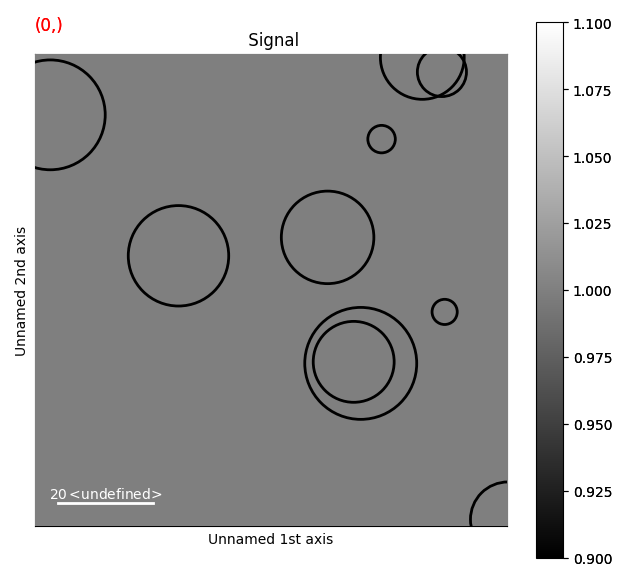 (0,)
Signal
1.100
1.075
1.050
1.025
1.000
0.975
0.950
0.925
0.900
Unnamed 2nd axis
20 <undefined>
Unnamed 1st axis